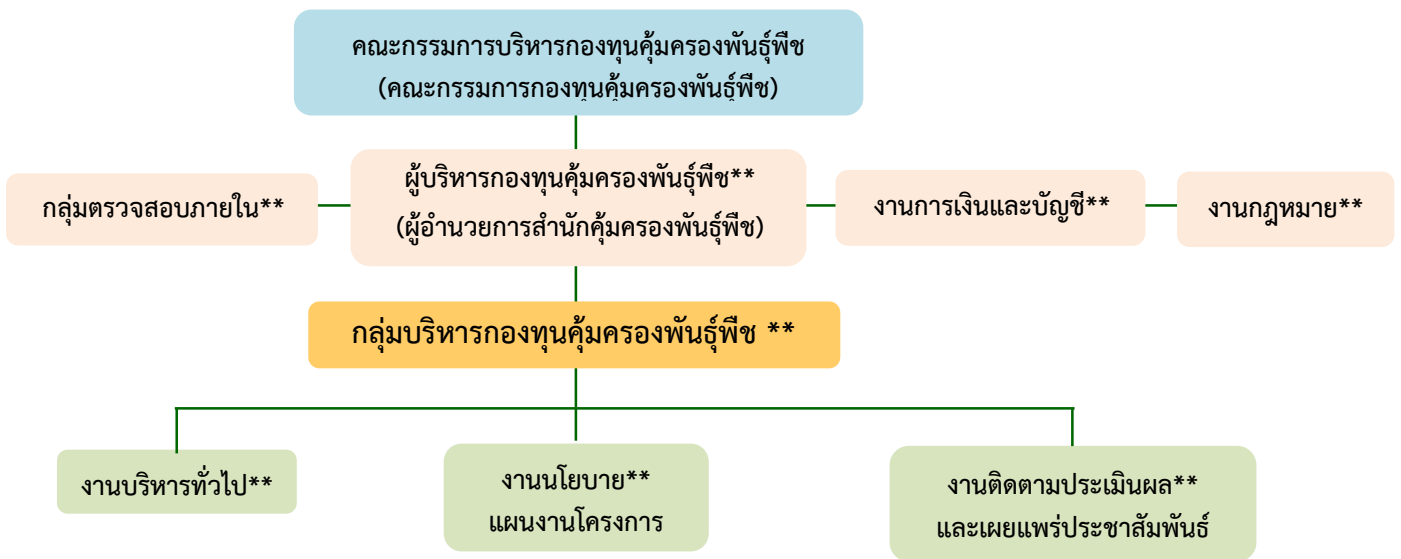 คณะกรรมการบริหารกองทุนคุ้มครองพันธุ์พืช
(คณะกรรมการกองทุนคุ้มครองพันธุ์พืช)
กลุ่มตรวจสอบภายใน**
ผู้บริหารกองทุนคุ้มครองพันธุ์พืช**
(ผู้อำนวยการสำนักคุ้มครองพันธุ์พืช)
งานการเงินและบัญชี**
งานกฎหมาย**
กลุ่มบริหารกองทุนคุ้มครองพันธุ์พืช **
งานบริหารทั่วไป**
งานนโยบาย**
แผนงานโครงการ
งานติดตามประเมินผล**
และเผยแพร่ประชาสัมพันธ์